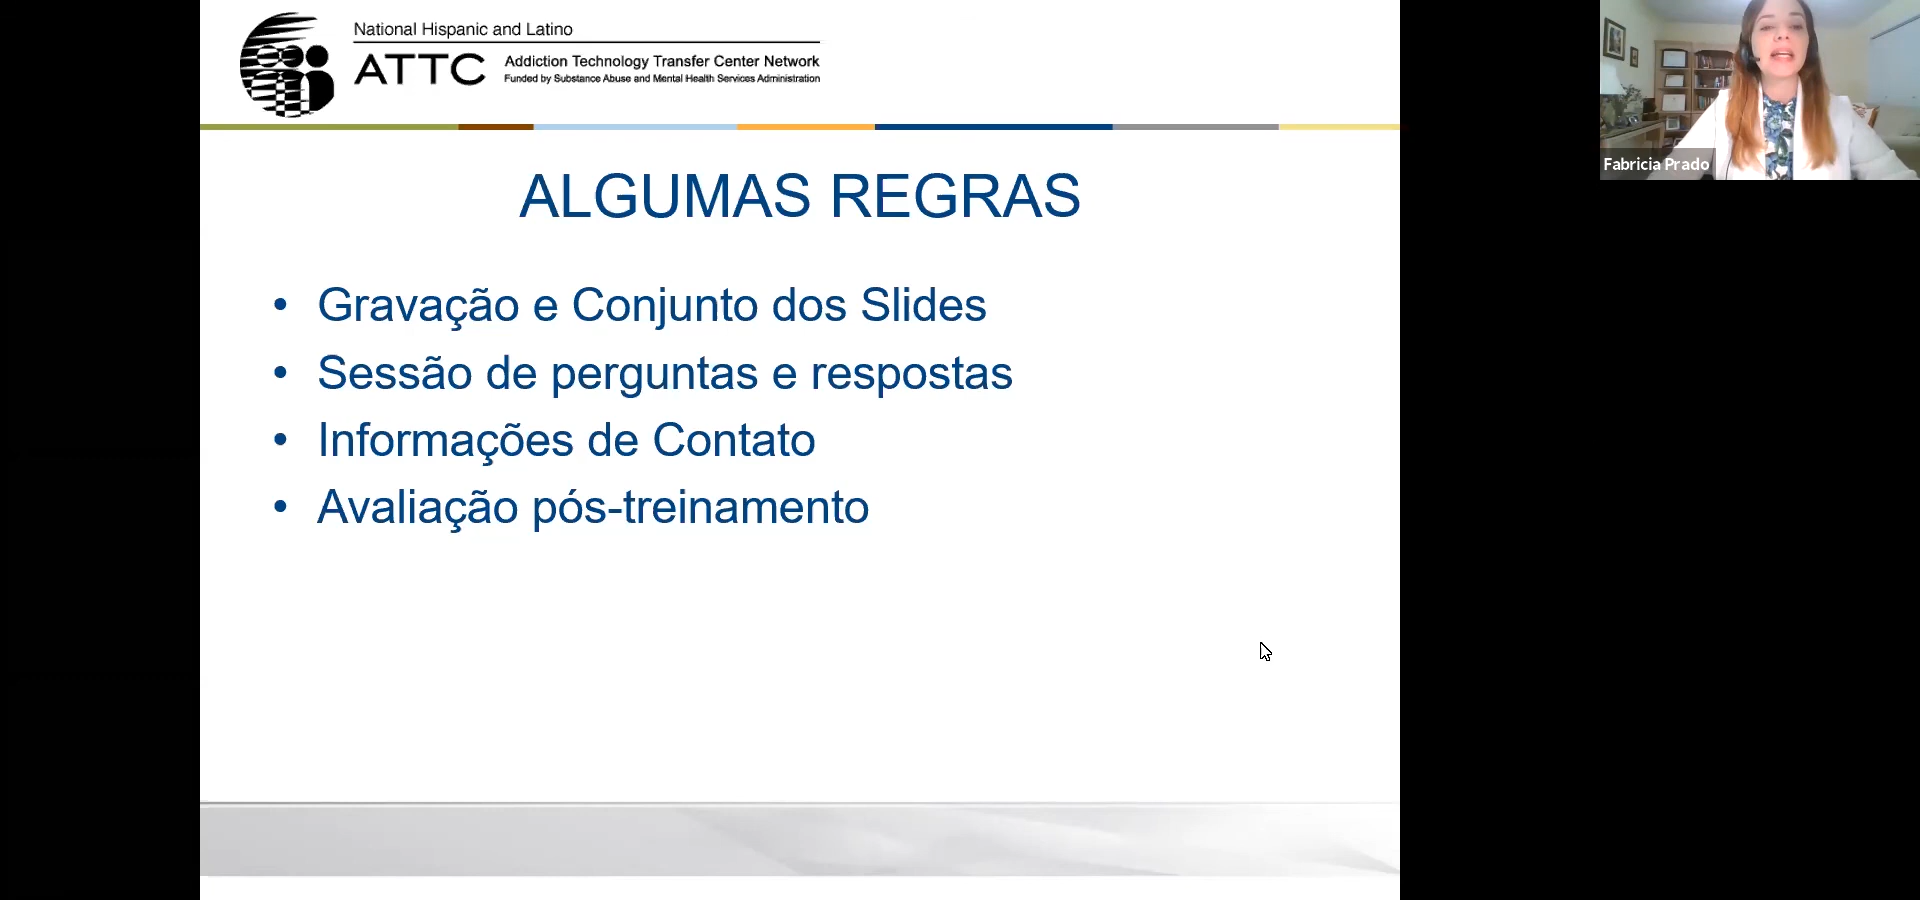 National Hispanic and Latino
ATTC
Addiction Technology Transfer Center Network
Funded by Substance Abuse and Mental Health Services Administration
ALGUMAS REGRAS
• Gravação e Conjunto dos Slides
• Sessão de perguntas e respostas
• Informações de Contato
• Avaliação pós-treinamento
Fabricia Prado